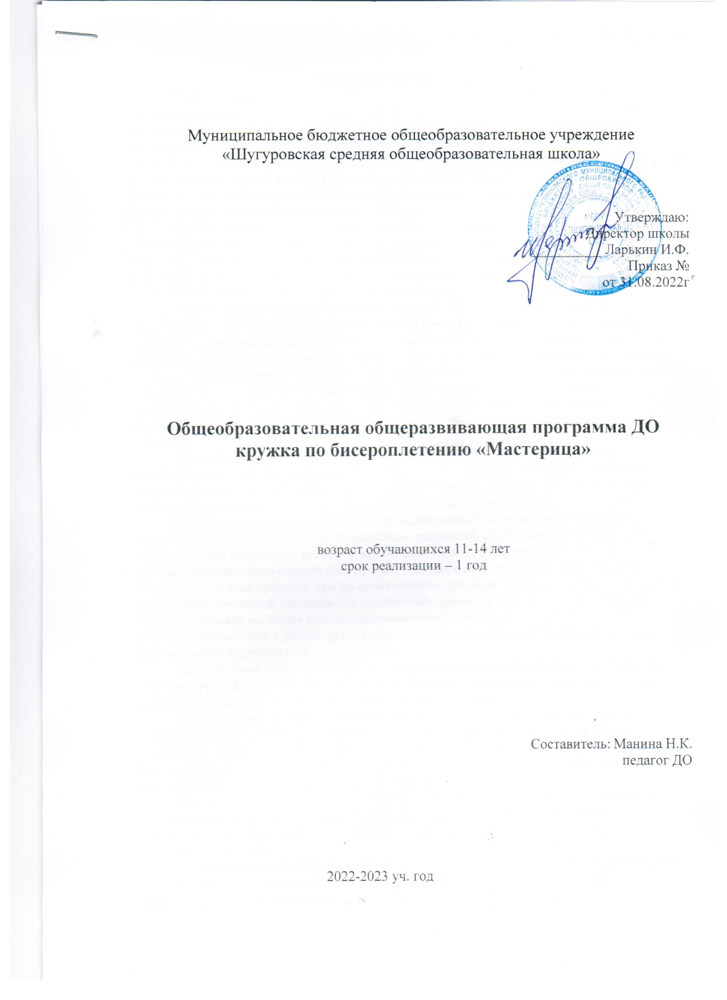 Муниципальное бюджетное общеобразовательное учреждение
«Шугуровская средняя общеобразовательная школа»
Утверждаю:
Директор школы
Ларькин И.Ф.
Приказ №
от 31.08.2022г
Общеобразовательная общеразвивающая программа ДО
кружка по бисероплетению «Мастерица»
возраст обучающихся 11-14 лет
срок реализации – 1 год
Составитель: Манина Н.К.
педагог ДО
2022-2023 уч. год